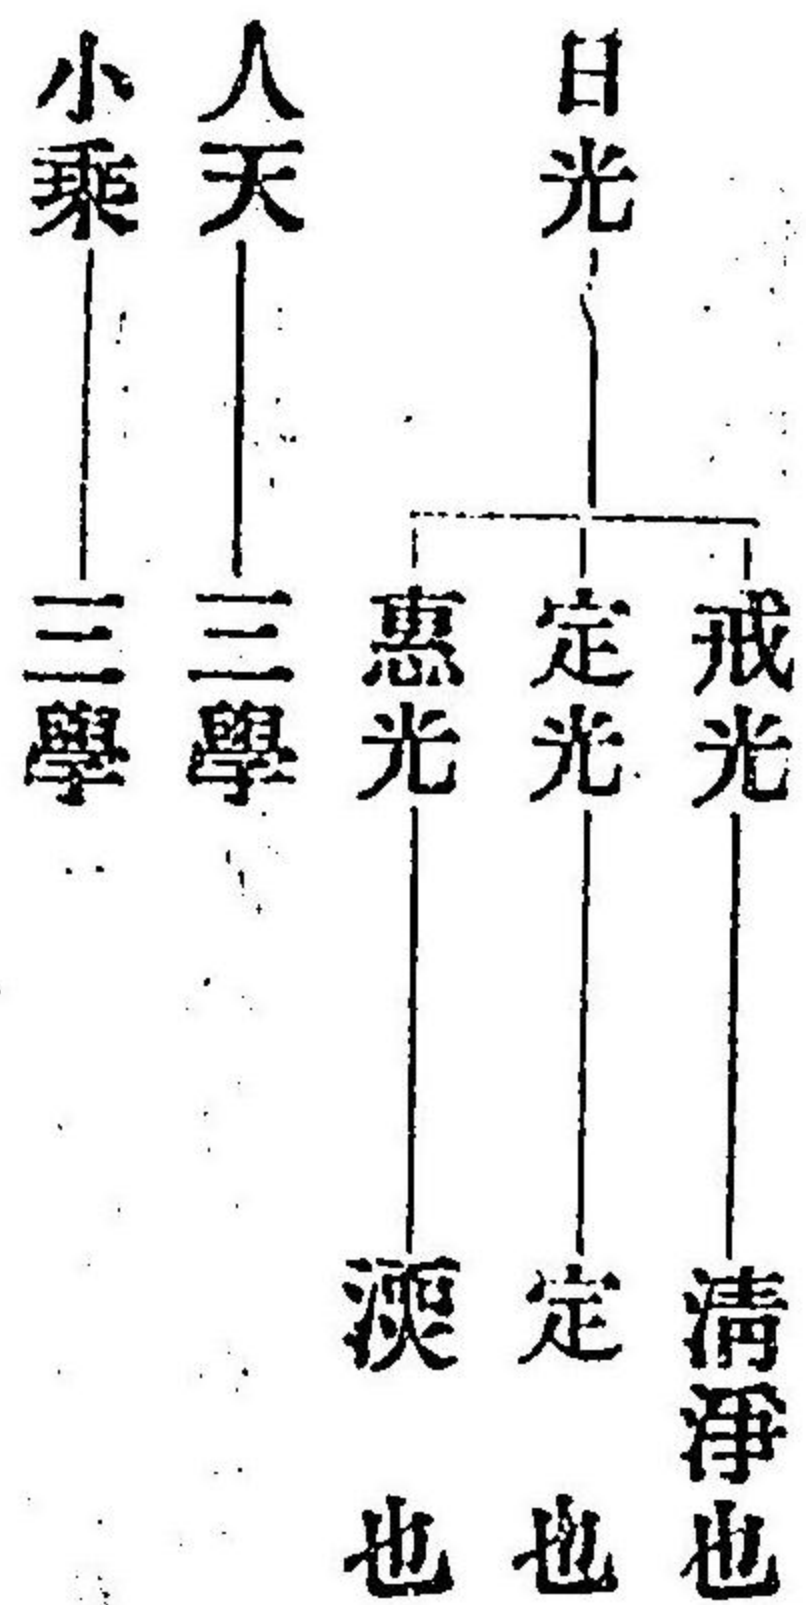 日光
戒光 清淨也
定光 定也
惠光 也
人天 三學
小乘 三學